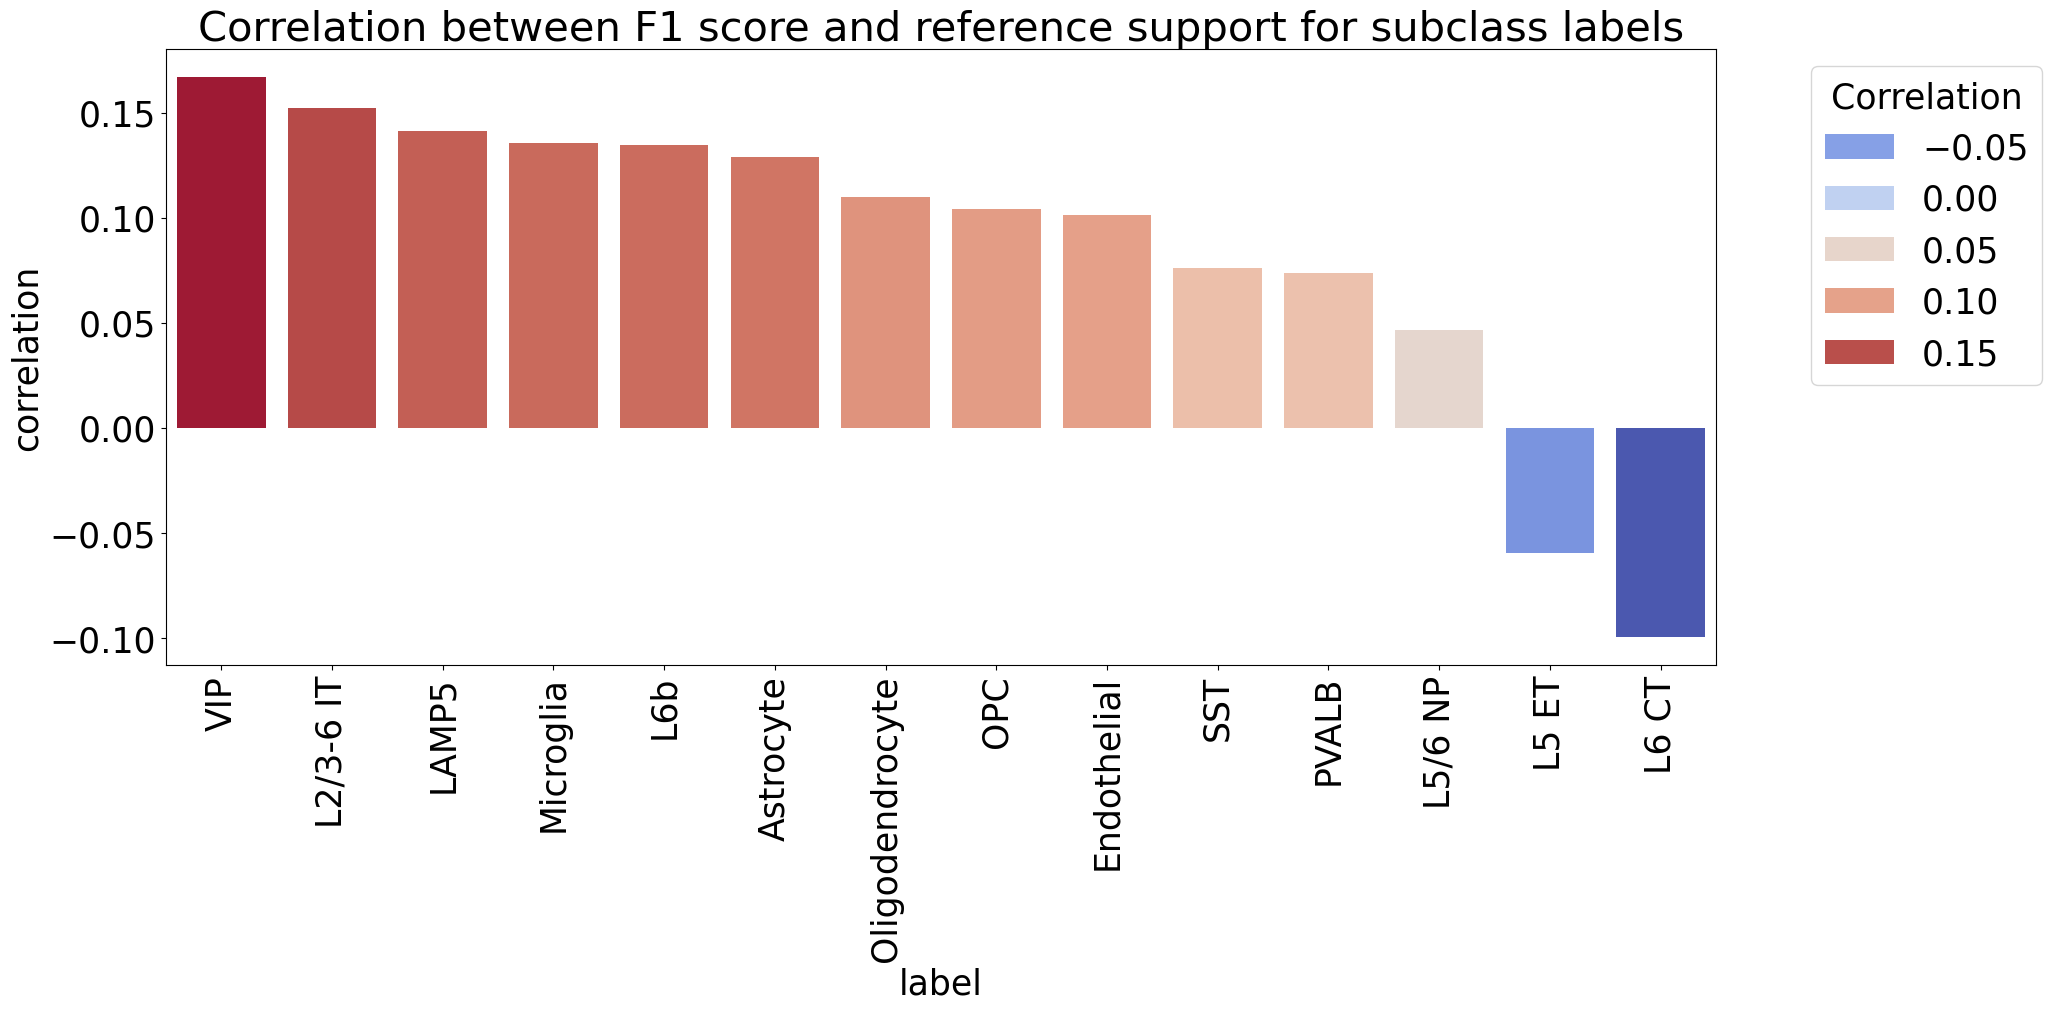 Correlation between F1 score and reference support for subclass labels
correlation
0.15
0.10
0.05
0.00
−0.05
−0.10
VIP
L2/3-6 IT
LAMP5
Microglia
L6b
Astrocyte
Oligodendrocyte
OPC
Endothelial
SST
PVALB
L5/6 NP
L5 ET
L6 CT
label
Correlation
−0.05
0.00
0.05
0.10
0.15